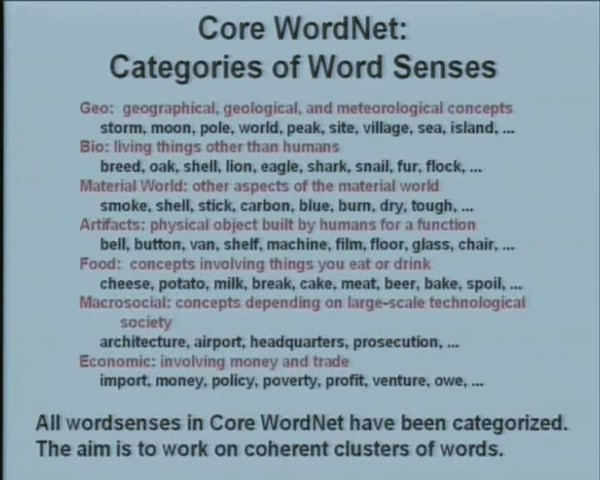 Core WordNet:
Categories of Word Senses
Geo: geographical, geological, and meteorological concepts
storm, moon, pole, world, peak, site, village, sea, island, ...
Bio: living things other than humans
breed, oak, shell, lion, eagle, shark, snail, fur, flock, ...
Material World: other aspects of the material world
smoke, shell, stick, carbon, blue, burn, dry, tough, ...
Artifacts: physical object built by humans for a function
bell, button, van, shelf, machine, film, floor, glass, chair, ...
Food: concepts involving things you eat or drink
cheese, potato, milk, break, cake, meat, beer, bake, spoil, ...
Macrosocial: concepts depending on large-scale technological
society
architecture, airport, headquarters, prosecution, ...
Economic: involving money and trade
import, money, policy, poverty, profit, venture, owe, ...
All wordsenses in Core WordNet have been categorized.
The aim is to work on coherent clusters of words.